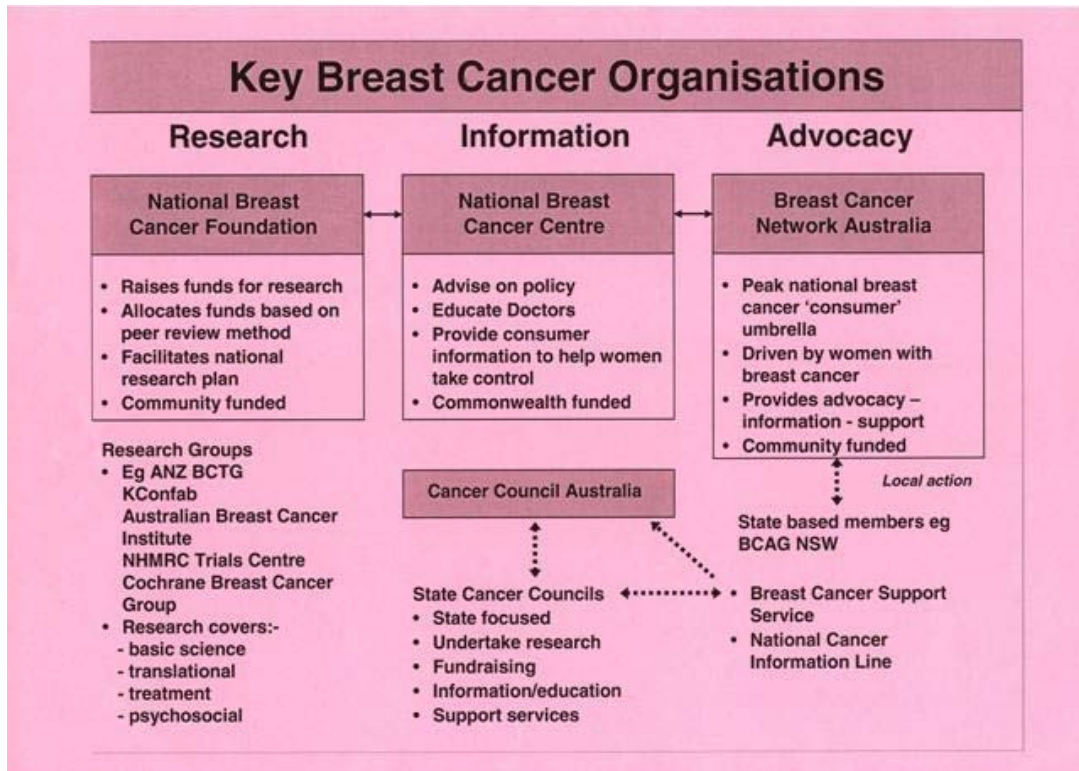 Key Breast Cancer Organisations
Research
Information
Advocacy
National Breast
Cancer Foundation
• Raises funds for research
• Allocates funds based on
peer review method
• Facilitates national
research plan
• Community funded
National Breast
Cancer Centre
• Advise on policy
• Educate Doctors
• Provide consumer
information to help women
take control
• Commonwealth funded
Breast Cancer
Network Australia
• Peak national breast
cancer ‘consumer’
umbrella
• Driven by women with
breast cancer
• Provides advocacy –
information - support
• Community funded
Research Groups
• Eg ANZ BCTG
KConfab
Australian Breast Cancer
Institute
NHMRC Trials Centre
Cochrane Breast Cancer
Group
• Research covers:-
- basic science
- translational
- treatment
- psychosocial
Cancer Council Australia
Local action
State based members eg
BCAG NSW
State Cancer Councils
• State focused
• Undertake research
• Fundraising
• Information/education
• Support services
• Breast Cancer Support
Service
• National Cancer
Information Line